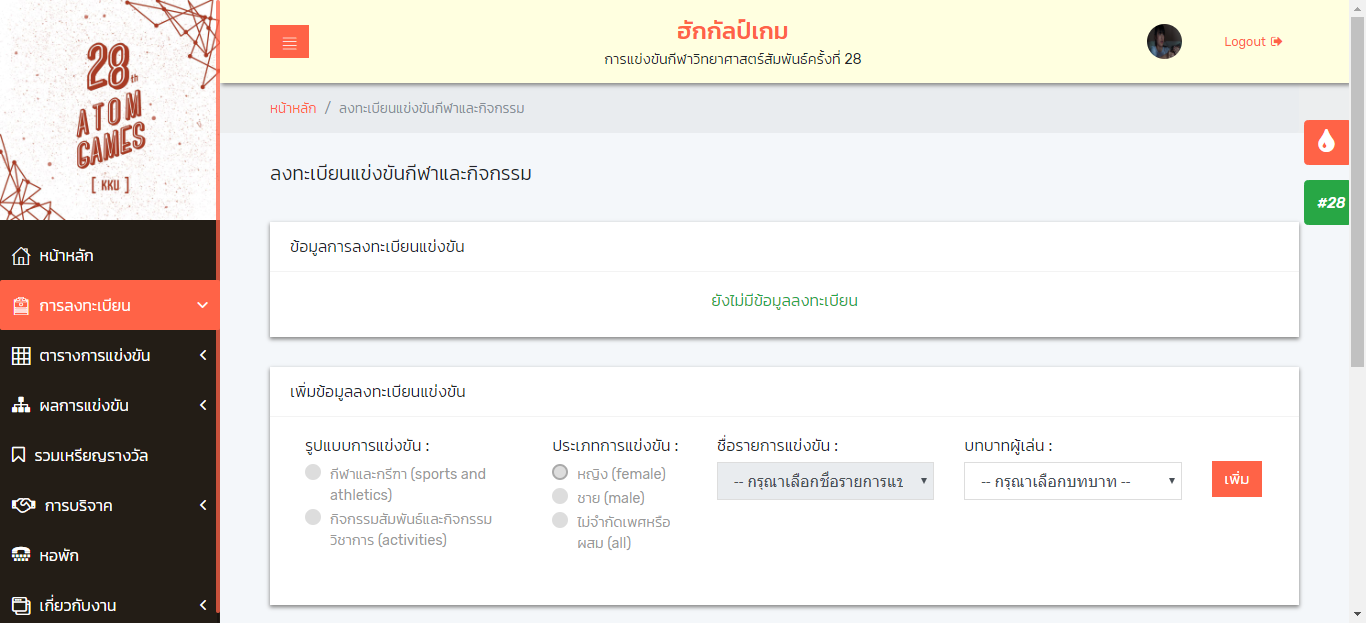 28th
ATOM
GAMES
[ KKU ]
หน้าหลัก
การลงทะเบียน
ตารางการแข่งขัน
ผลการแข่งขัน
รวมเหรียญรางวัล
การบริจาค
หอพัก
เกี่ยวกับงาน
ฮักกัลป์เกม
การแข่งขันกีฬาวิทยาศาสตร์สัมพันธ์ครั้งที่ 28
Logout
หน้าหลัก / ลงทะเบียนแข่งขันกีฬาและกิจกรรม
#28
ลงทะเบียนแข่งขันกีฬาและกิจกรรม
ข้อมูลการลงทะเบียนแข่งขัน
ยังไม่มีข้อมูลลงทะเบียน
เพิ่มข้อมูลลงทะเบียนแข่งขัน
รูปแบบการแข่งขัน :
กีฬาและกรีฑา (sports and
athletics)
กิจกรรมสัมพันธ์และกิจกรรม
วิชาการ (activities)
ประเภทการแข่งขัน :
หญิง (female)
ชาย (male)
ไม่จำกัดเพศหรือ
ผสม (all)
ชื่อรายการแข่งขัน :
-- กรุณาเลือกชื่อรายการแข
บทบาทผู้เล่น :
-- กรุณาเลือกบทบาท --
เพิ่ม